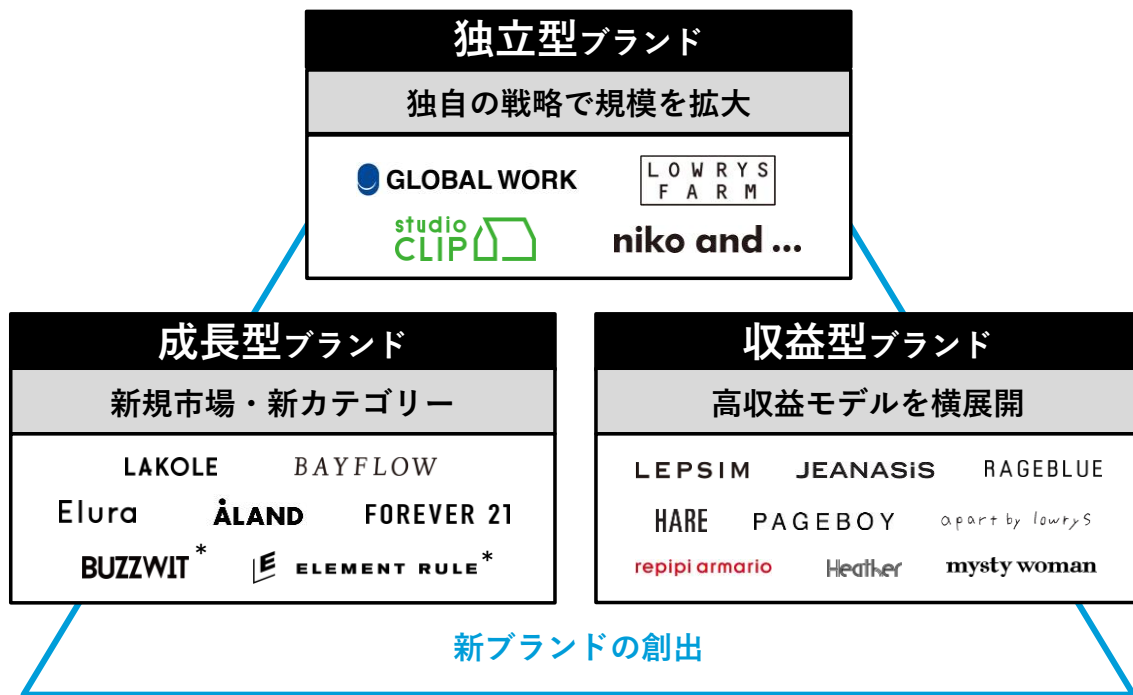 独立型ブランド
独自の戦略で規模を拡大
GLOBAL WORK
LOWRYS
FARM
studio
CLIP
niko and ...
成長型ブランド
新規市場・新カテゴリー
LAKOLE
BAYFLOW
Elura
ÅLAND
FOREVER 21
BUZZWIT*
E ELEMENT RULE*
収益型ブランド
高収益モデルを横展開
LEPSIM
JEANASiS
RAGEBLUE
HARE
PAGEBOY
apart by lowrys
repipi armario
Heather
mysty woman
新ブランドの創出